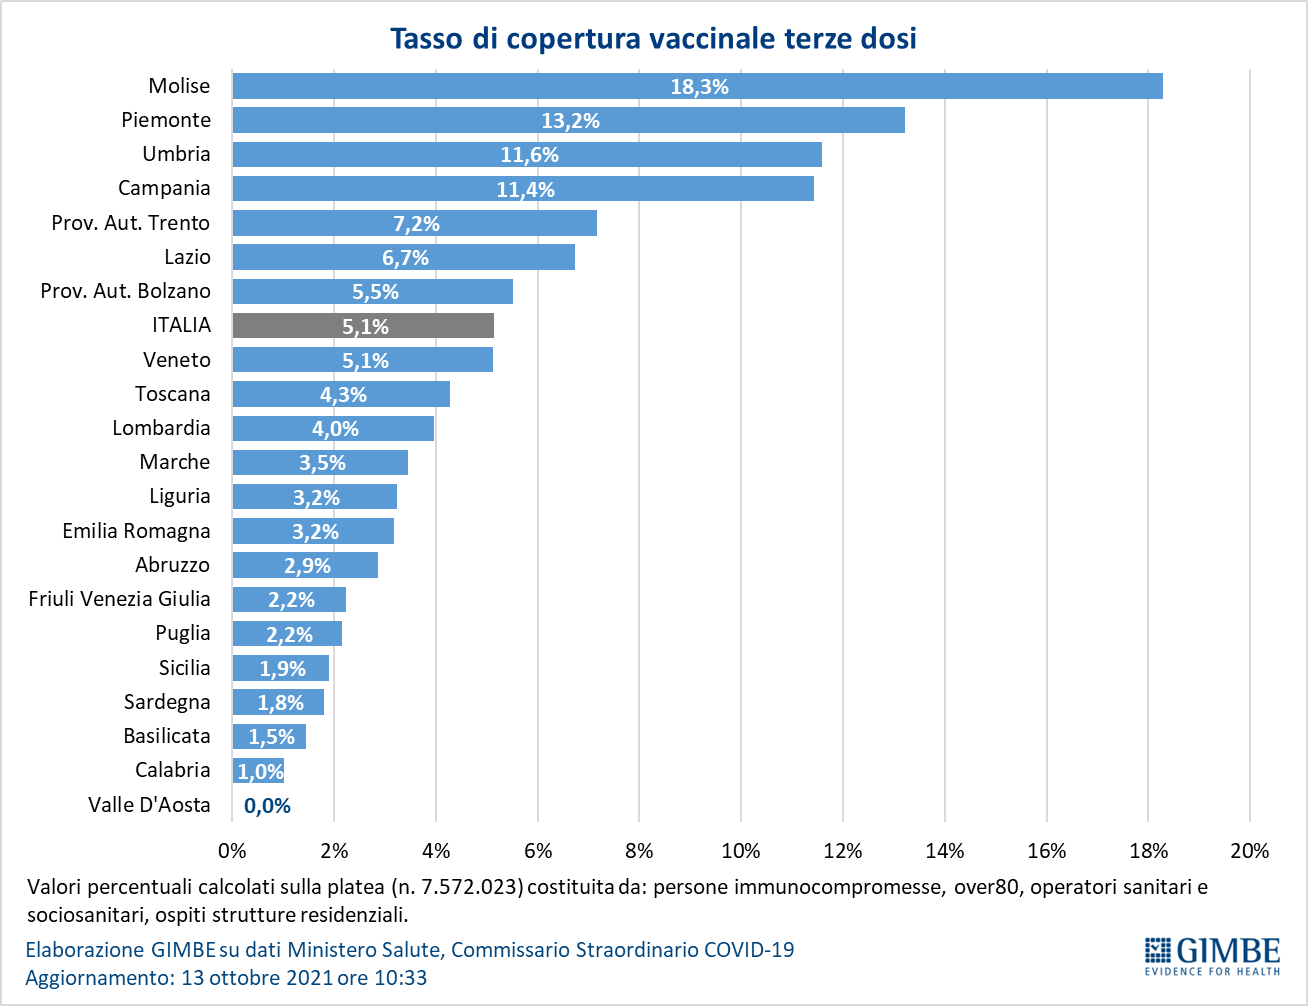 Tasso di copertura vaccinale terze dosi
Molise 18,3%
Piemonte 13,2%
Umbria 11,6%
Campania 11,4%
Prov. Aut. Trento 7,2%
Lazio 6,7%
Prov. Aut. Bolzano 5,5%
ITALIA 5,1%
Veneto 5,1%
Toscana 4,3%
Lombardia 4,0%
Marche 3,5%
Liguria 3,2%
Emilia Romagna 3,2%
Abruzzo 2,9%
Friuli Venezia Giulia 2,2%
Puglia 2,2%
Sicilia 1,9%
Sardegna 1,8%
Basilicata 1,5%
Calabria 1,0%
Valle D'Aosta 0,0%
0% 2% 4% 6% 8% 10% 12% 14% 16% 18% 20%
Valori percentuali calcolati sulla platea (n. 7.572.023) costituita da: persone immunocompromesse, over80, operatori sanitari e
sociosanitari, ospiti strutture residenziali.
Elaborazione GIMBE su dati Ministero Salute, Commissario Straordinario COVID-19
Aggiornamento: 13 ottobre 2021 ore 10:33
GIMBE
EVIDENCE FOR HEALTH